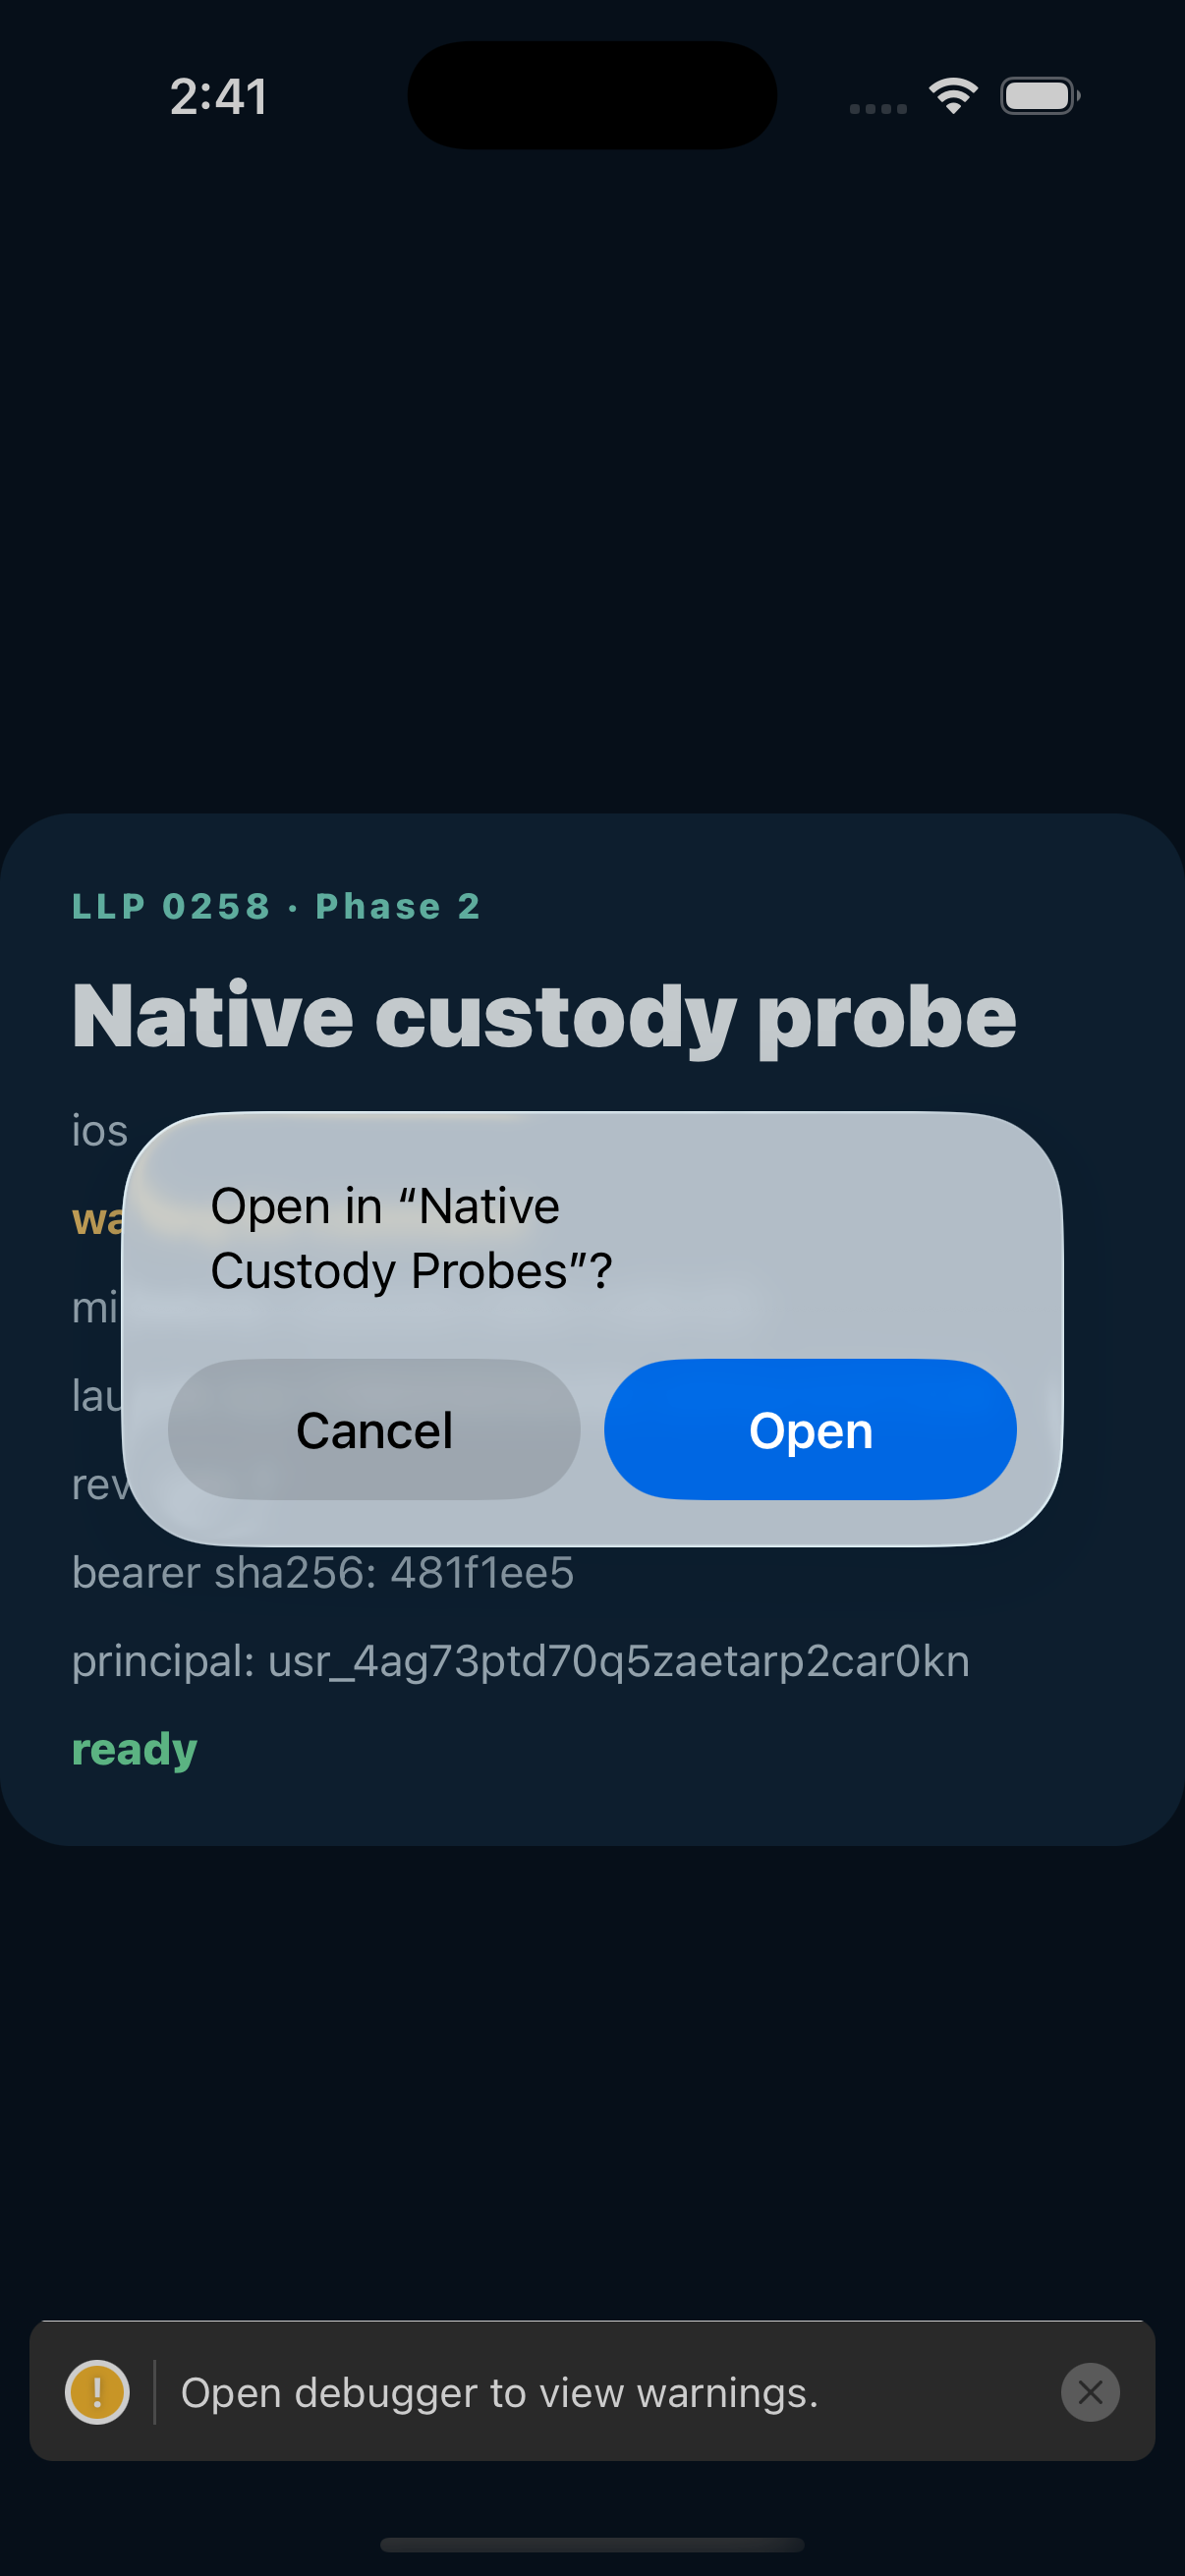 2:41
LLP 0258 · Phase 2
Native custody probe
ios
Open in “Native
Custody Probes”?
Cancel
Open
bearer sha256: 481f1ee5
principal: usr_4ag73ptd70q5zaetarp2car0kn
ready
Open debugger to view warnings.